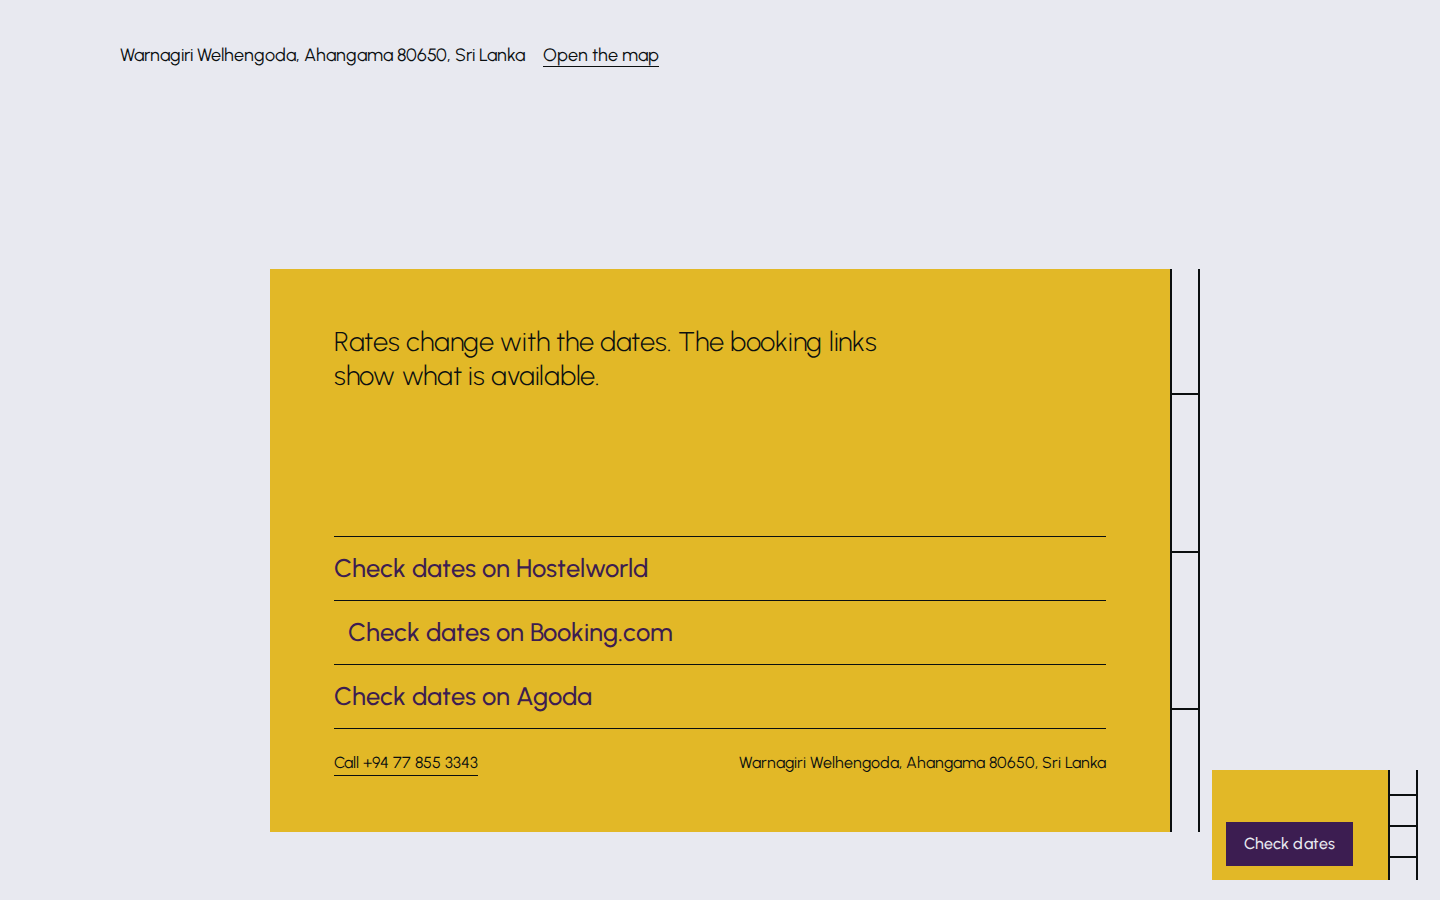 Warnagiri Welhengoda, Ahangama 80650, Sri Lanka Open the map
Rates change with the dates. The booking links
show what is available.
Check dates on Hostelworld
Check dates on Booking.com
Check dates on Agoda
Call +94 77 855 3343 Warnagiri Welhengoda, Ahangama 80650, Sri Lanka
Check dates